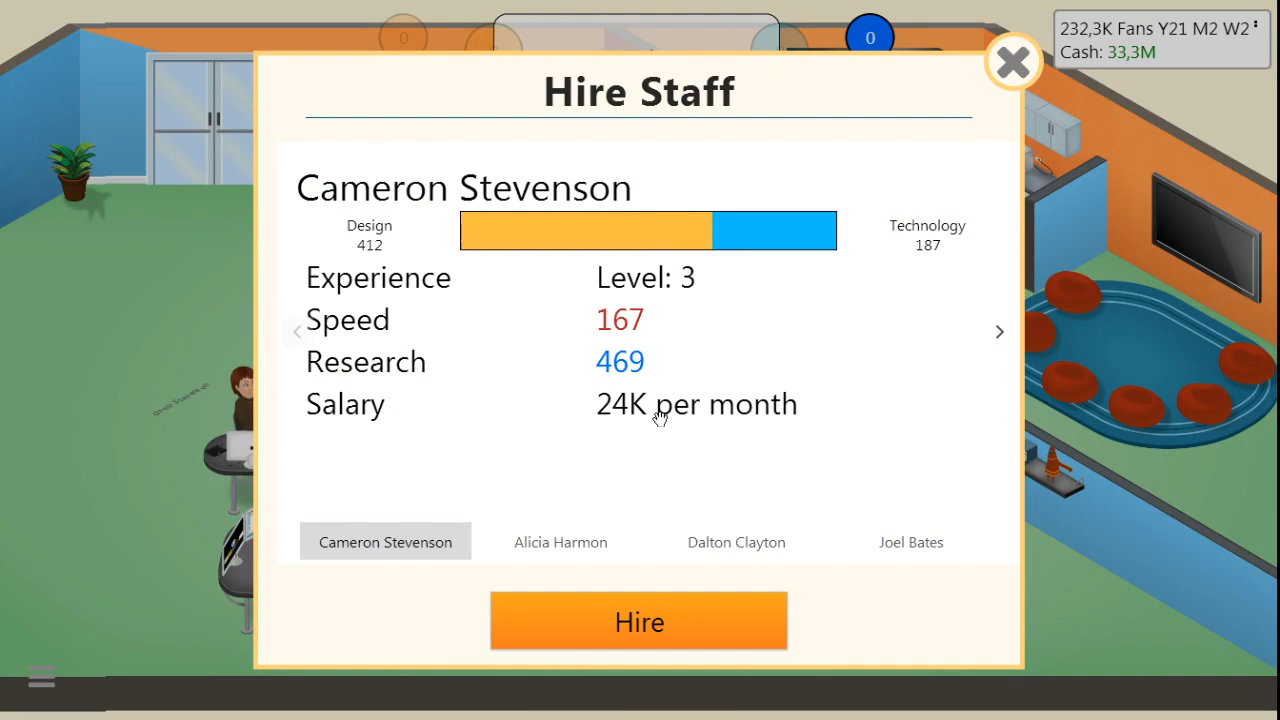 0
0
232,3K Fans Y21 M2 W2
Cash: 33,3M
Hire Staff
Cameron Stevenson
Design
412
Technology
187
Experience Level: 3
Speed 167
Research 469
Salary 24K per month
Cameron Stevenson Alicia Harmon Dalton Clayton Joel Bates
Hire